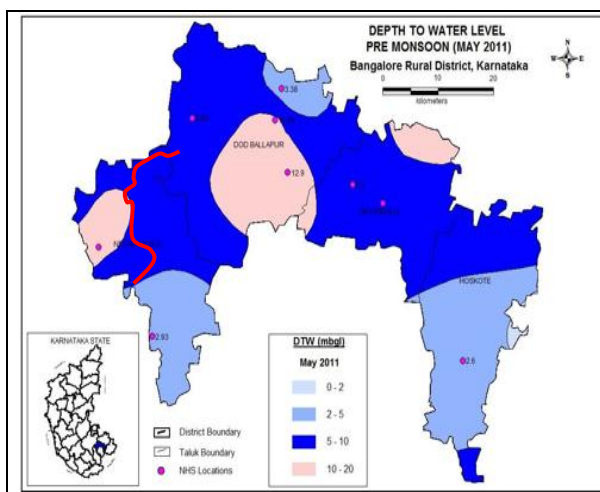 DEPTH TO WATER LEVEL
PRE MONSOON (MAY 2011)
Bangalore Rural District, Karnataka
0 10 20
kilometers
N
W E
S
3.38
DOD BALLAPUR
12.9
HOSKOTE
2.93
2.6
KARNATAKA STATE
District Boundary
Taluk Boundary
NHS Locations
DTW (mbgl)
May 2011
0 - 2
2 - 5
5 - 10
10 - 20